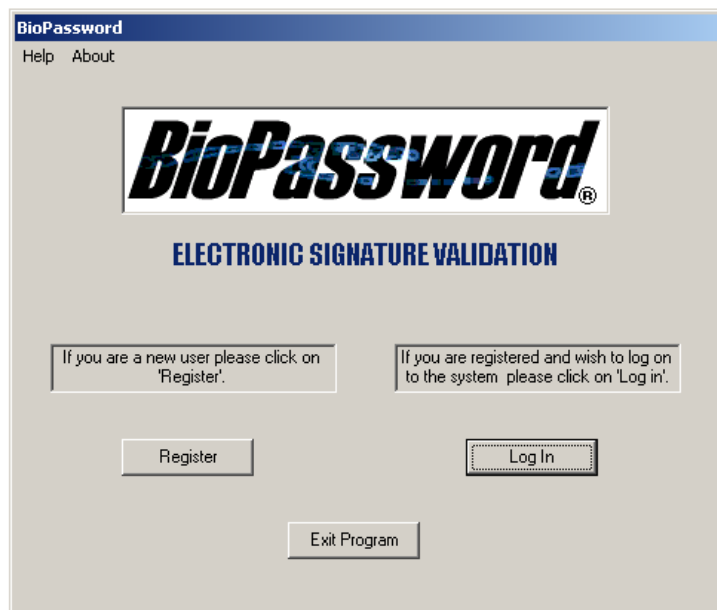 BioPassword
Help About
BioPassword®
ELECTRONIC SIGNATURE VALIDATION
If you are a new user please click on
'Register'.
If you are registered and wish to log on
to the system please click on 'Log in'.
Register
Log In
Exit Program